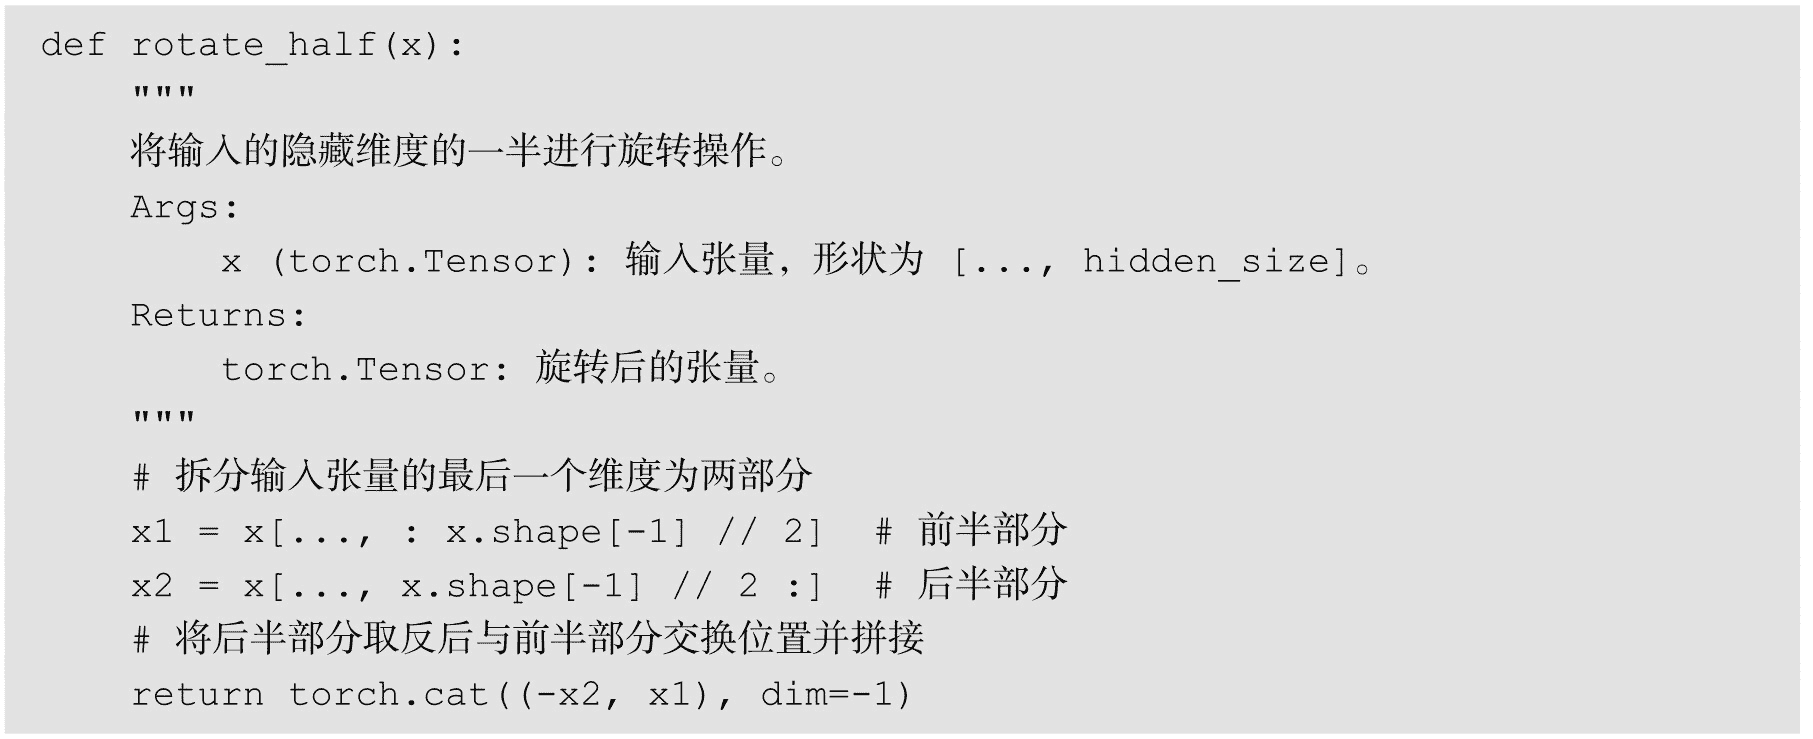 def rotate_half(x):
    """
    将输入的隐藏维度的一半进行旋转操作。
    Args:
        x (torch.Tensor): 输入张量，形状为 [..., hidden_size]。
    Returns:
        torch.Tensor: 旋转后的张量。
    """
    # 拆分输入张量的最后一个维度为两部分
    x1 = x[..., : x.shape[-1] // 2]  # 前半部分
    x2 = x[..., x.shape[-1] // 2 :]  # 后半部分
    # 将后半部分取反后与前半部分交换位置并拼接
    return torch.cat((-x2, x1), dim=-1)